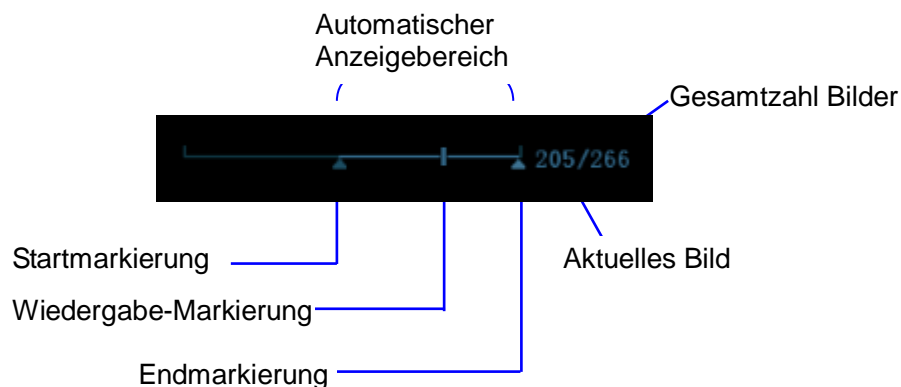 Automatischer
Anzeigebereich
Gesamtzahl Bilder
205/266
Startmarkierung
Aktuelles Bild
Wiedergabe-Markierung
Endmarkierung